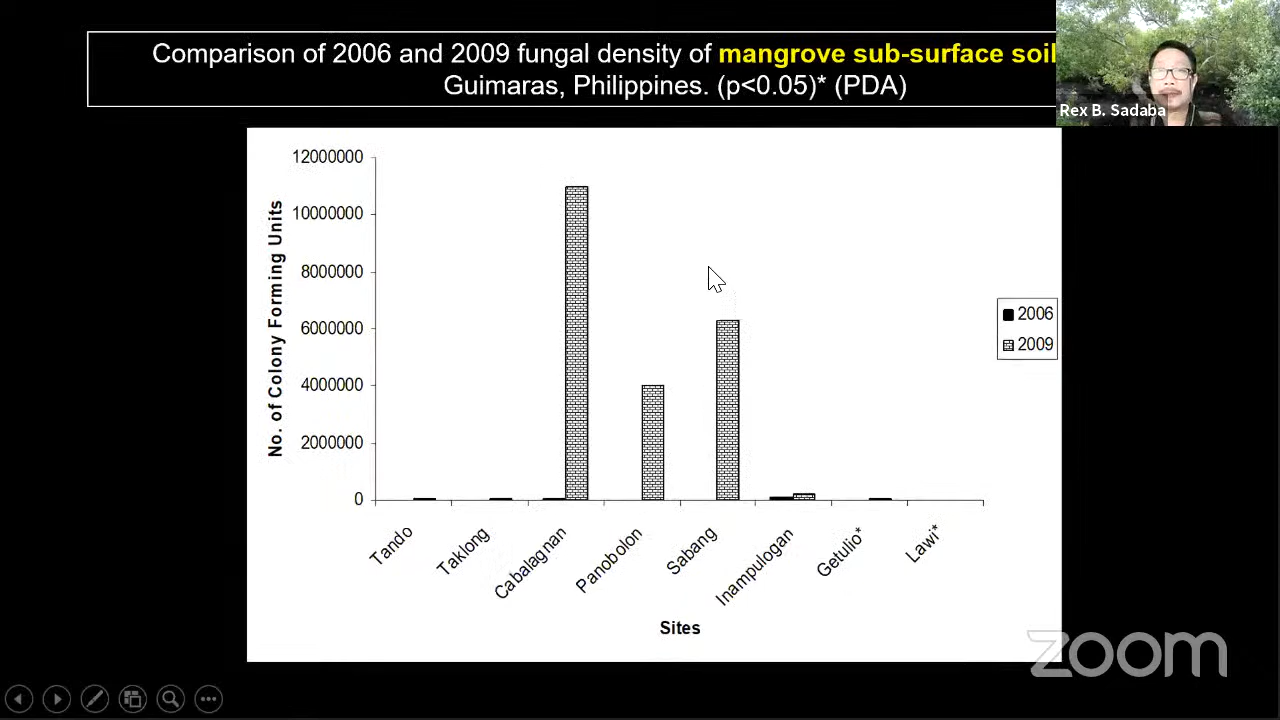 Comparison of 2006 and 2009 fungal density of mangrove sub-surface soil
Guimaras, Philippines. (p<0.05)* (PDA)
Rex B. Sadaba
12000000
10000000
8000000
6000000
4000000
2000000
0
No. of Colony Forming Units
2006
2009
Tando
Taklong
Cabalagnan
Panobolon
Sabang
Inampulogan
Getulio*
Lawi*
Sites
zoom